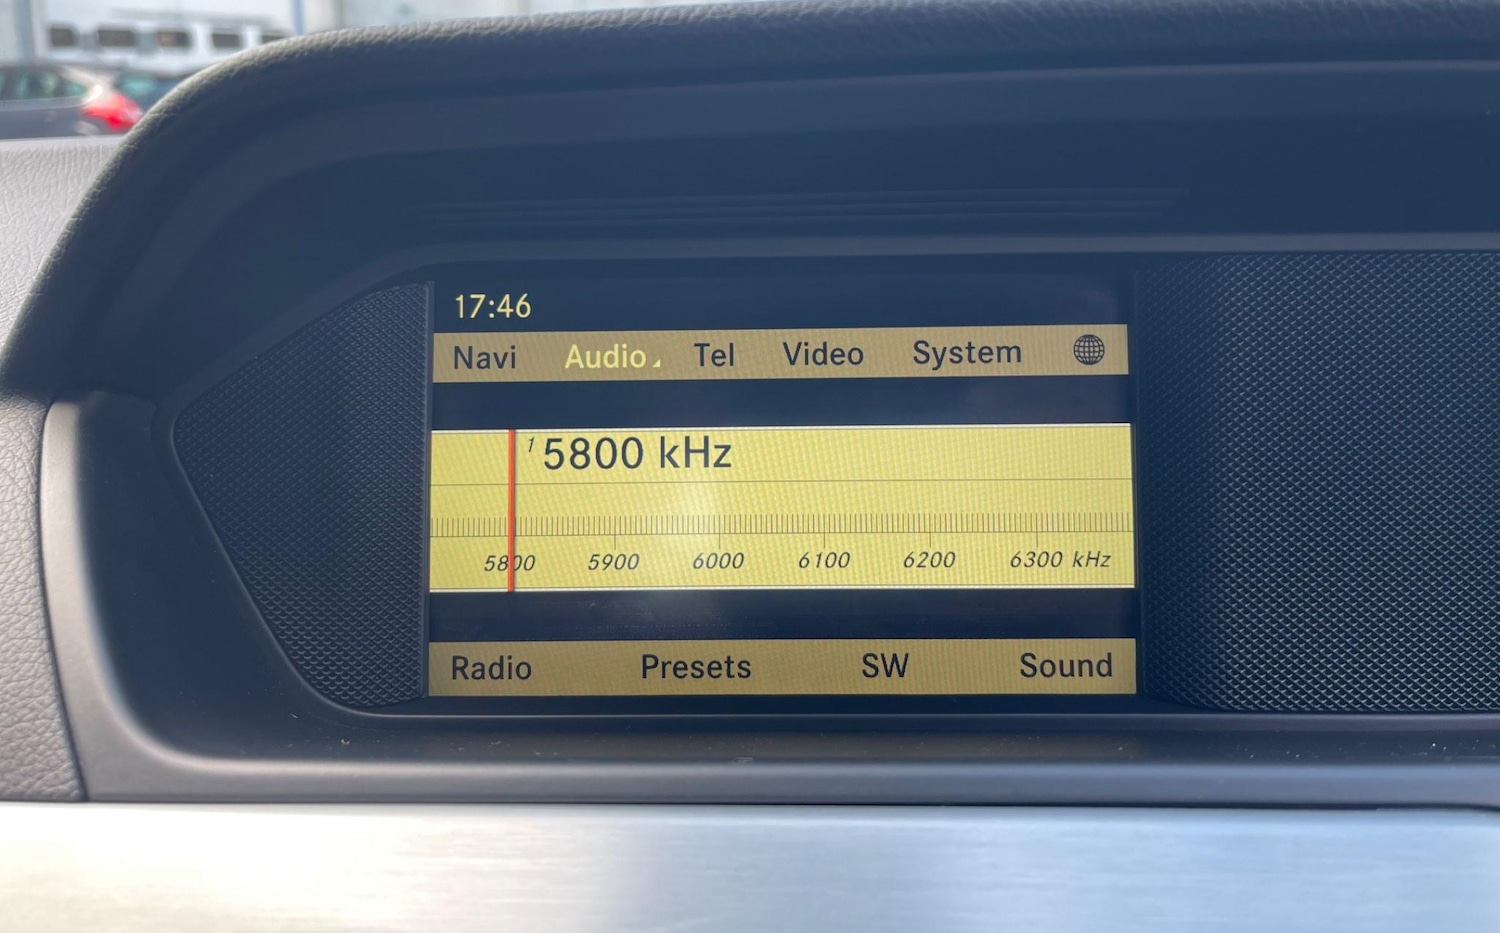 17:46
Navi Audio Tel Video System
1 5800 kHz
5800 5900 6000 6100 6200 6300 kHz
Radio Presets SW Sound